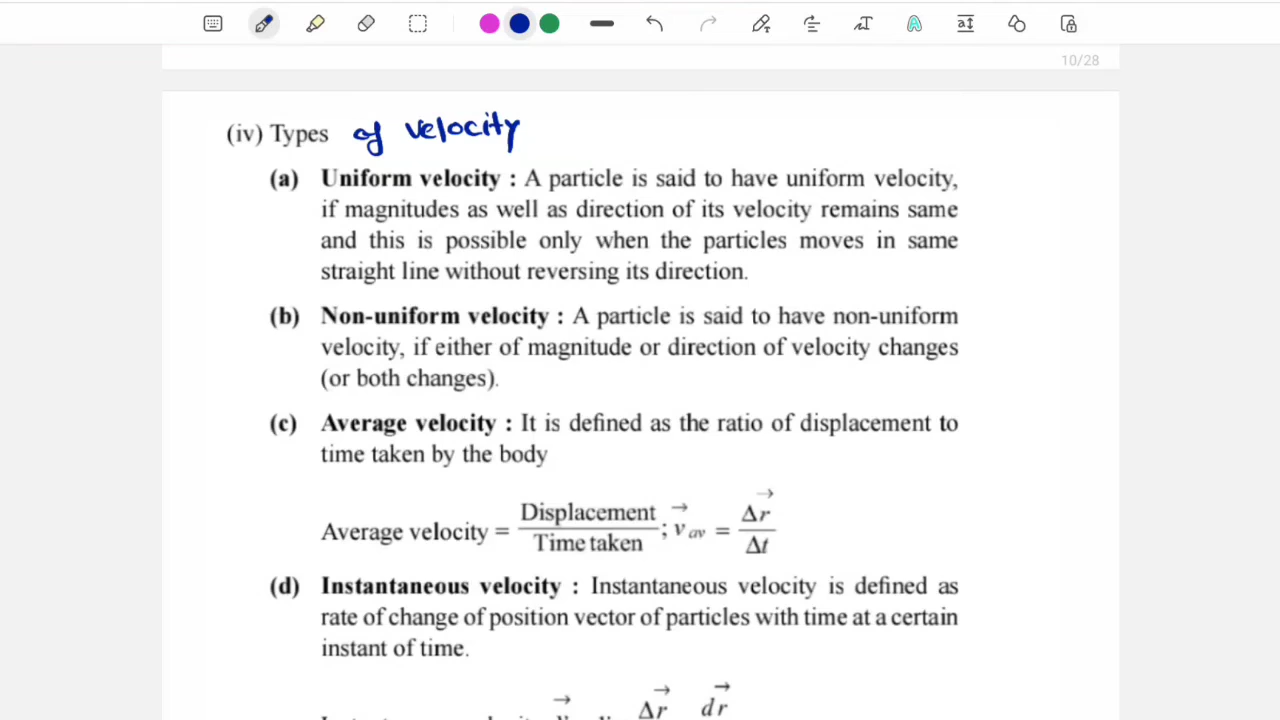 10/28
(iv) Types of velocity
(a) Uniform velocity : A particle is said to have uniform velocity,
if magnitudes as well as direction of its velocity remains same
and this is possible only when the particles moves in same
straight line without reversing its direction.
(b) Non-uniform velocity : A particle is said to have non-uniform
velocity, if either of magnitude or direction of velocity changes
(or both changes).
(c) Average velocity : It is defined as the ratio of displacement to
time taken by the body
Average velocity = Displacement / Time taken ; v⃗ av = Δr⃗ / Δt
(d) Instantaneous velocity : Instantaneous velocity is defined as
rate of change of position vector of particles with time at a certain
instant of time.
Δr⃗ dr⃗